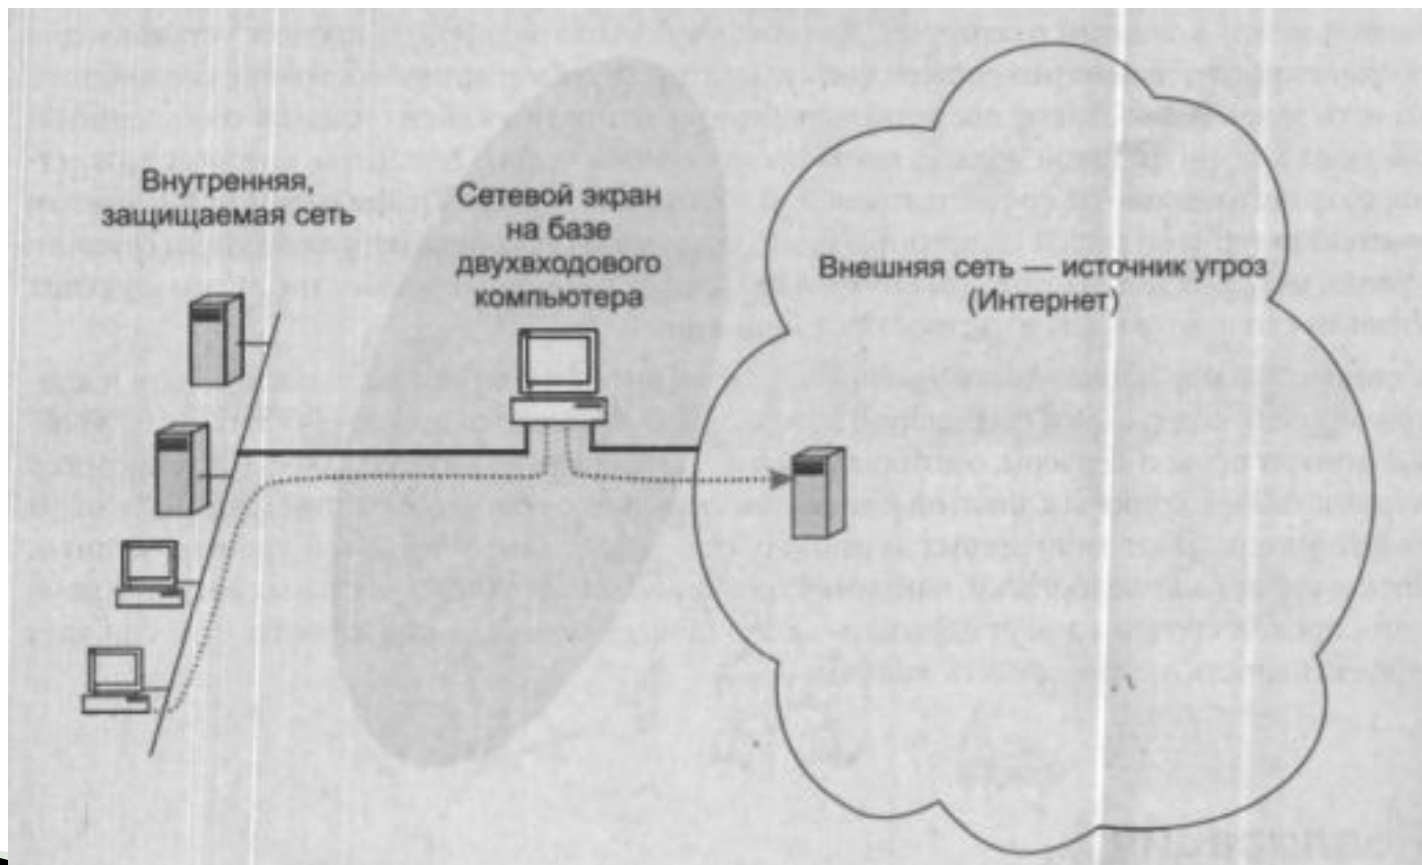 Внутренняя,
защищаемая сеть
Сетевой экран
на базе
двухвходового
компьютера
Внешняя сеть — источник угроз
(Интернет)